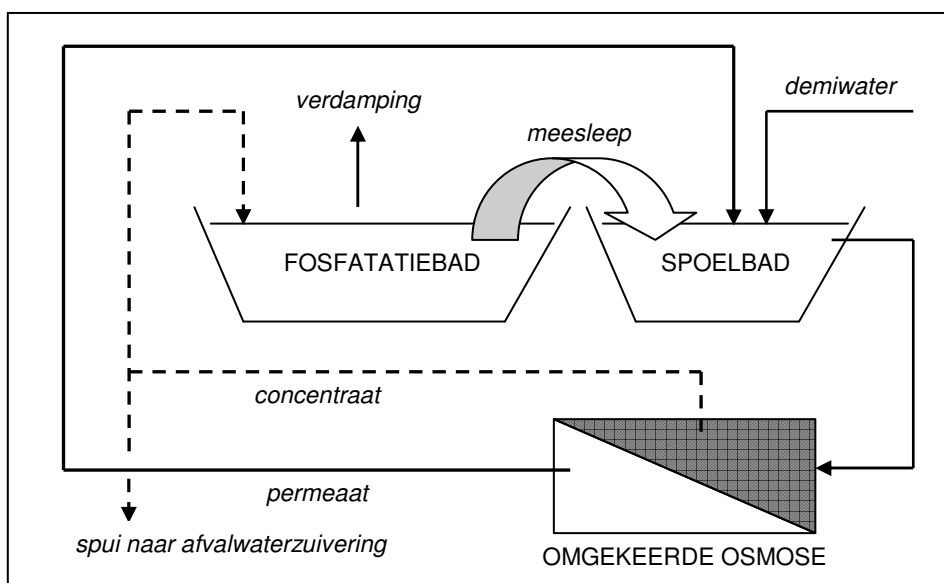 demiwater
verdamping
meesleep
FOSFATATIEBAD
SPOELBAD
concentraat
permeaat
spui naar afvalwaterzuivering
OMGEKEERDE OSMOSE